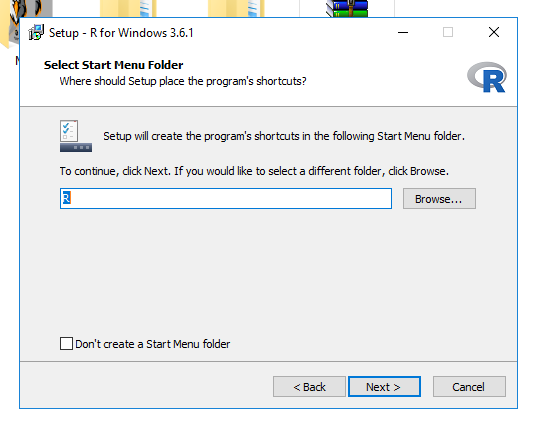 Setup - R for Windows 3.6.1
Select Start Menu Folder
Where should Setup place the program's shortcuts?
R
Setup will create the program's shortcuts in the following Start Menu folder.
To continue, click Next. If you would like to select a different folder, click Browse.
R
Browse...
Don't create a Start Menu folder
< Back
Next >
Cancel